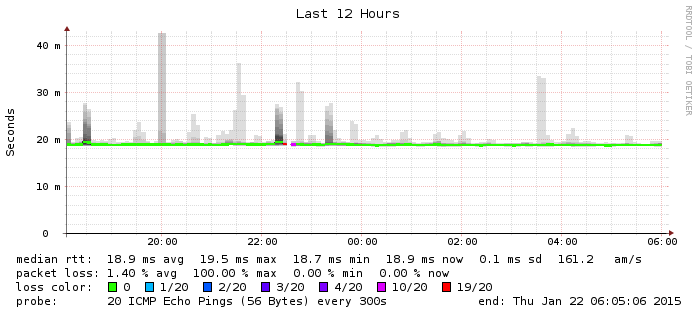 Last 12 Hours
RRDTOOL / TOBI OETIKER
Seconds
40 m
30 m
20 m
10 m
0
20:00 22:00 00:00 02:00 04:00 06:00
median rtt: 18.9 ms avg 19.5 ms max 18.7 ms min 18.9 ms now 0.1 ms sd 161.2 am/s
packet loss: 1.40 % avg 100.00 % max 0.00 % min 0.00 % now
loss color: 0 1/20 2/20 3/20 4/20 10/20 19/20
probe: 20 ICMP Echo Pings (56 Bytes) every 300s end: Thu Jan 22 06:05:06 2015